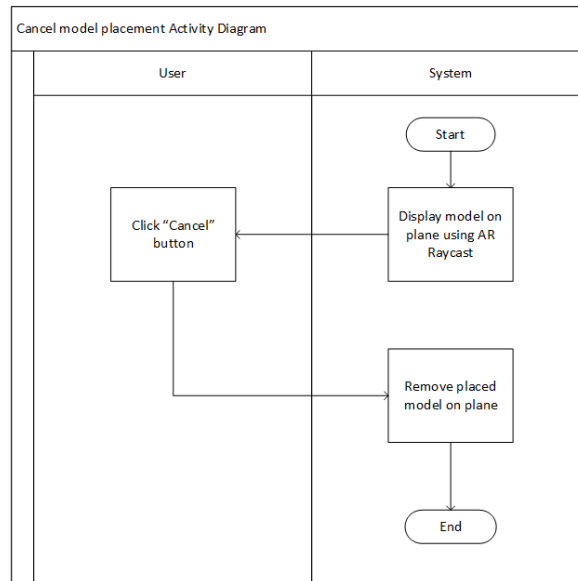 Cancel model placement Activity Diagram
User
System
Start
Click “Cancel”
button
Display model on
plane using AR
Raycast
Remove placed
model on plane
End